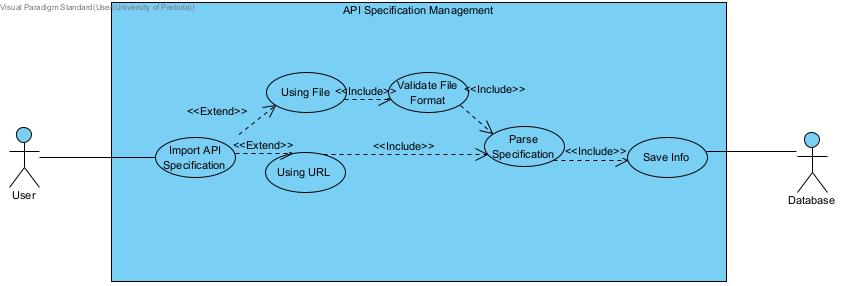 Visual Paradigm Standard(Use(University of Pretoria))
API Specification Management
Using File
<<Include>>
Validate File
Format
<<Include>>
<<Extend>>
Import API
Specification
<<Extend>>
Using URL
<<Include>>
Parse
Specification
<<Include>>
Save Info
User
Database